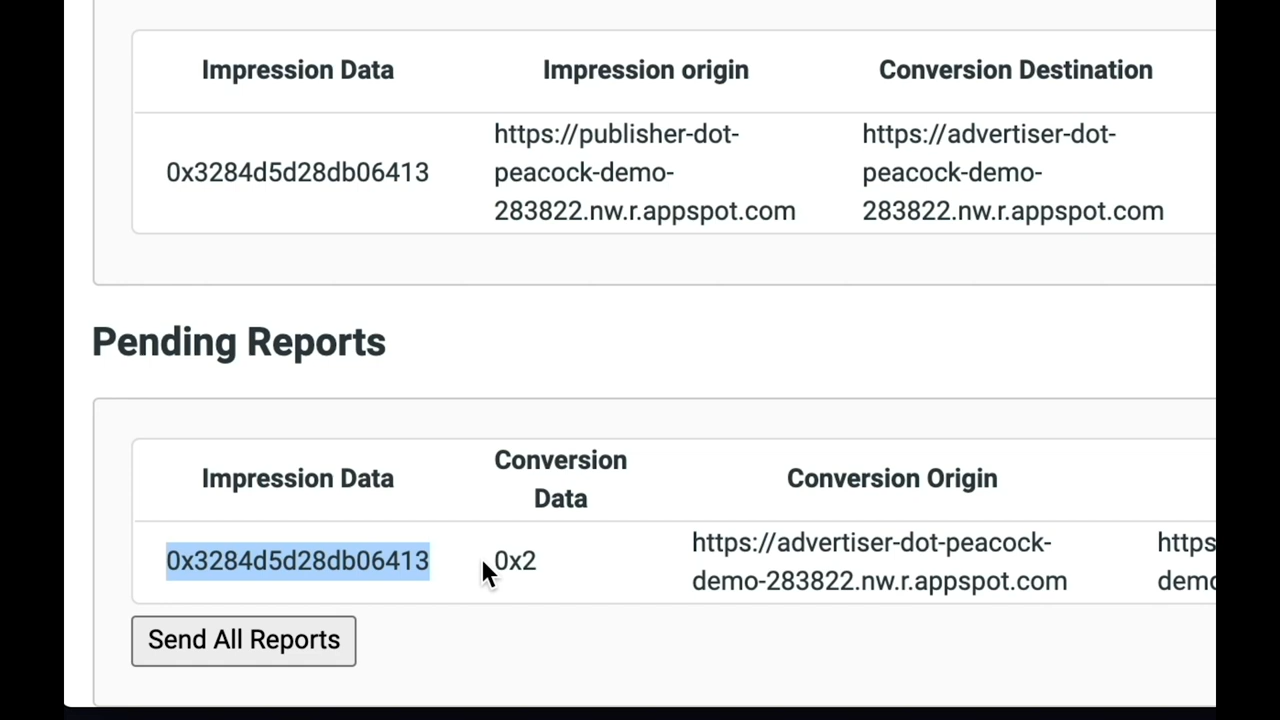 Impression Data
Impression origin
Conversion Destination
0x3284d5d28db06413
https://publisher-dot-
peacock-demo-
283822.nw.r.appspot.com
https://advertiser-dot-
peacock-demo-
283822.nw.r.appspot.com
Pending Reports
Impression Data
Conversion
Data
Conversion Origin
0x3284d5d28db06413
0x2
https://advertiser-dot-peacock-
demo-283822.nw.r.appspot.com
https
demo
Send All Reports